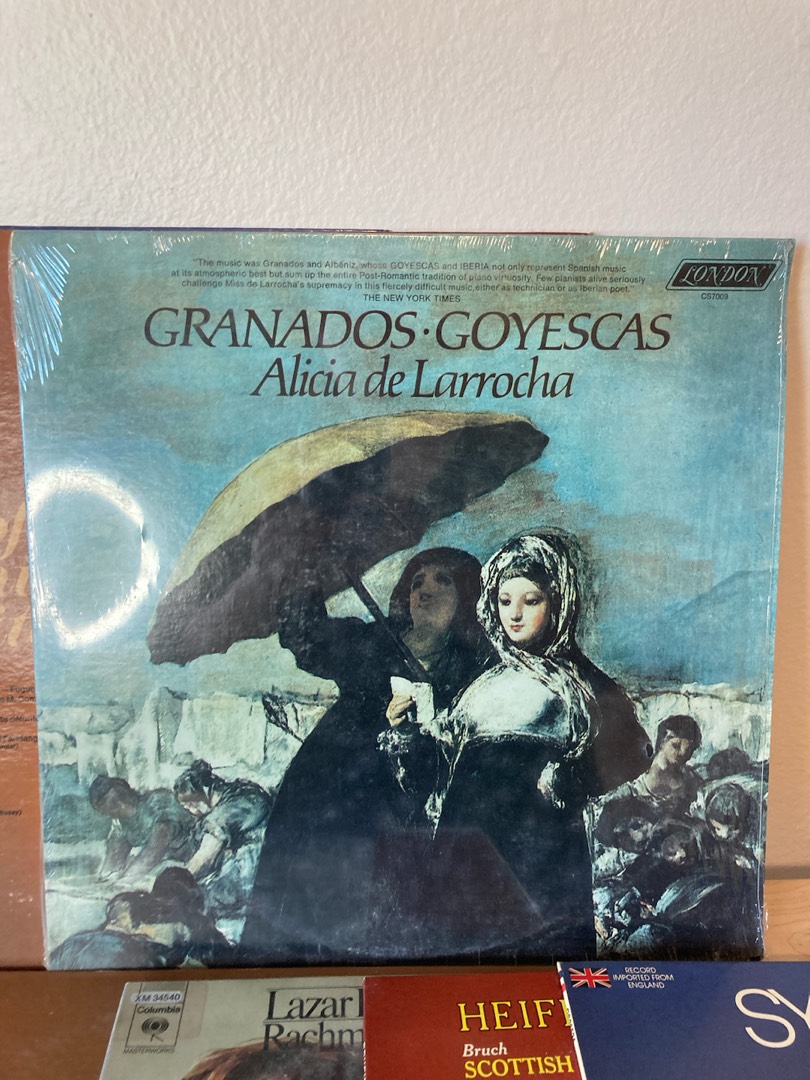 "The music was Granados and Albéniz, whose GOYESCAS and IBERIA not only represent Spanish music
at its atmospheric best but sum up the entire Post-Romantic tradition of piano virtuosity. Few pianists alive seriously
challenge Miss de Larrocha's supremacy in this fiercely difficult music, either as technician or as Iberian poet."
THE NEW YORK TIMES
LONDON
CS7009
GRANADOS · GOYESCAS
Alicia de Larrocha
XM 34540
Columbia
MASTERWORKS
Lazar
Rachm
HEIF
Bruch
SCOTTISH
RECORD
IMPORTED FROM
ENGLAND
SY